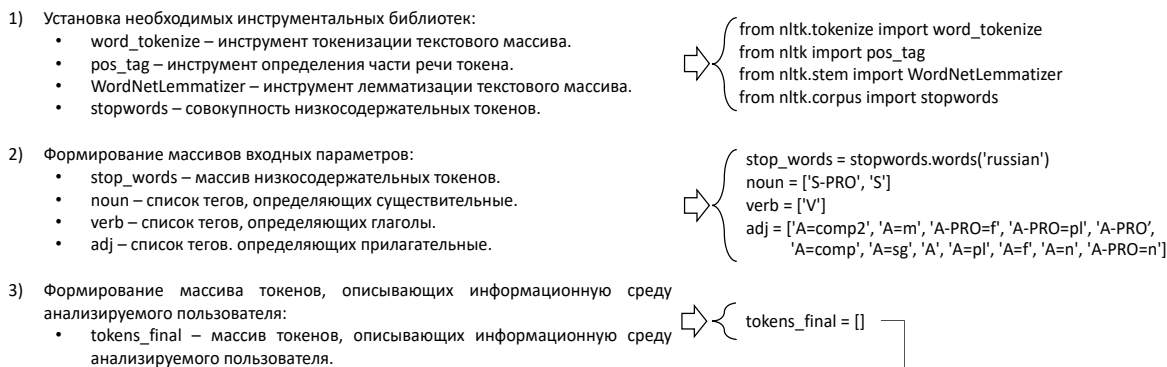 1) Установка необходимых инструментальных библиотек:
• word_tokenize – инструмент токенизации текстового массива.
• pos_tag – инструмент определения части речи токена.
• WordNetLemmatizer – инструмент лемматизации текстового массива.
• stopwords – совокупность низкосодержательных токенов.
from nltk.tokenize import word_tokenize
from nltk import pos_tag
from nltk.stem import WordNetLemmatizer
from nltk.corpus import stopwords
2) Формирование массивов входных параметров:
• stop_words – массив низкосодержательных токенов.
• noun – список тегов, определяющих существительные.
• verb – список тегов, определяющих глаголы.
• adj – список тегов. определяющих прилагательные.
stop_words = stopwords.words('russian')
noun = ['S-PRO', 'S']
verb = ['V']
adj = ['A=comp2', 'A=m', 'A-PRO=f', 'A-PRO=pl', 'A-PRO’,
'A=comp', 'A=sg', 'A', 'A=pl', 'A=f', 'A=n', 'A-PRO=n']
3) Формирование массива токенов, описывающих информационную среду
анализируемого пользователя:
• tokens_final – массив токенов, описывающих информационную среду
анализируемого пользователя.
tokens_final = []